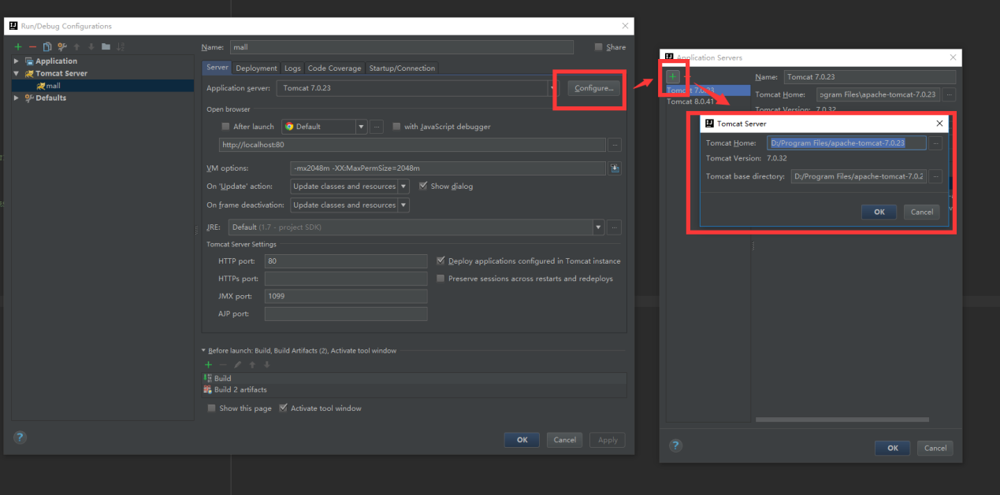 Run/Debug Configurations
Application
Tomcat Server
mall
Defaults
Name: mall Share
Server Deployment Logs Code Coverage Startup/Connection
Application server: Tomcat 7.0.23 Configure...
Open browser
After launch Default ... with JavaScript debugger
http://localhost:80 ...
VM options: -mx2048m -XX:MaxPermSize=2048m
On 'Update' action: Update classes and resources Show dialog
On frame deactivation: Update classes and resources
JRE: Default (1.7 - project SDK) ...
Tomcat Server Settings
HTTP port: 80 Deploy applications configured in Tomcat instance
HTTPs port: Preserve sessions across restarts and redeploys
JMX port: 1099
AJP port:
Before launch: Build, Build Artifacts (2), Activate tool window
Build
Build 2 artifacts
Show this page Activate tool window
? OK Cancel Apply
Application Servers
Name: Tomcat 7.0.23
Tomcat 7.0.23
Tomcat 8.0.41
Tomcat Home: ogram Files\apache-tomcat-7.0.23 ...
Tomcat Version: 7.0.32
Tomcat Server
Tomcat Home: D:/Program Files/apache-tomcat-7.0.23 ...
Tomcat Version: 7.0.32
Tomcat base directory: D:/Program Files/apache-tomcat-7.0.2 ...
OK Cancel
? OK Cancel